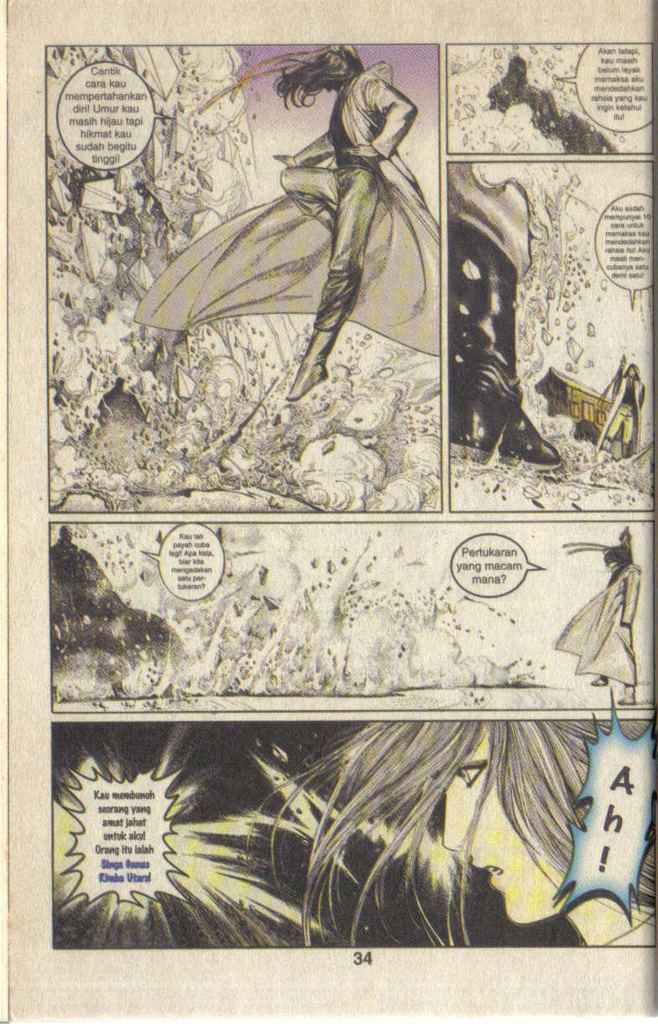 Cantik
cara kau
mempertahankan
diri! Umur kau
masih hijau tapi
hikmat kau
sudah begitu
tinggi!
Akan tetapi,
kau masih
belum layak
memaksa aku
mendedahkan
rahsia yang kau
ingin ketahui
itu!
Aku sudah
mempunyai 10
cara untuk
memaksa kau
mendedahkan
rahsia itu! Aku
mesti men-
cubanya satu
demi satu!
Kau tak
payah cuba
lagi! Apa kata,
biar kita
mengadakan
satu per-
tukaran?
Pertukaran
yang macam
mana?
Kau membunuh
seorang yang
amat jahat
untuk aku!
Orang itu ialah
Singa Ganas
Rimba Utara!
Ah!
34